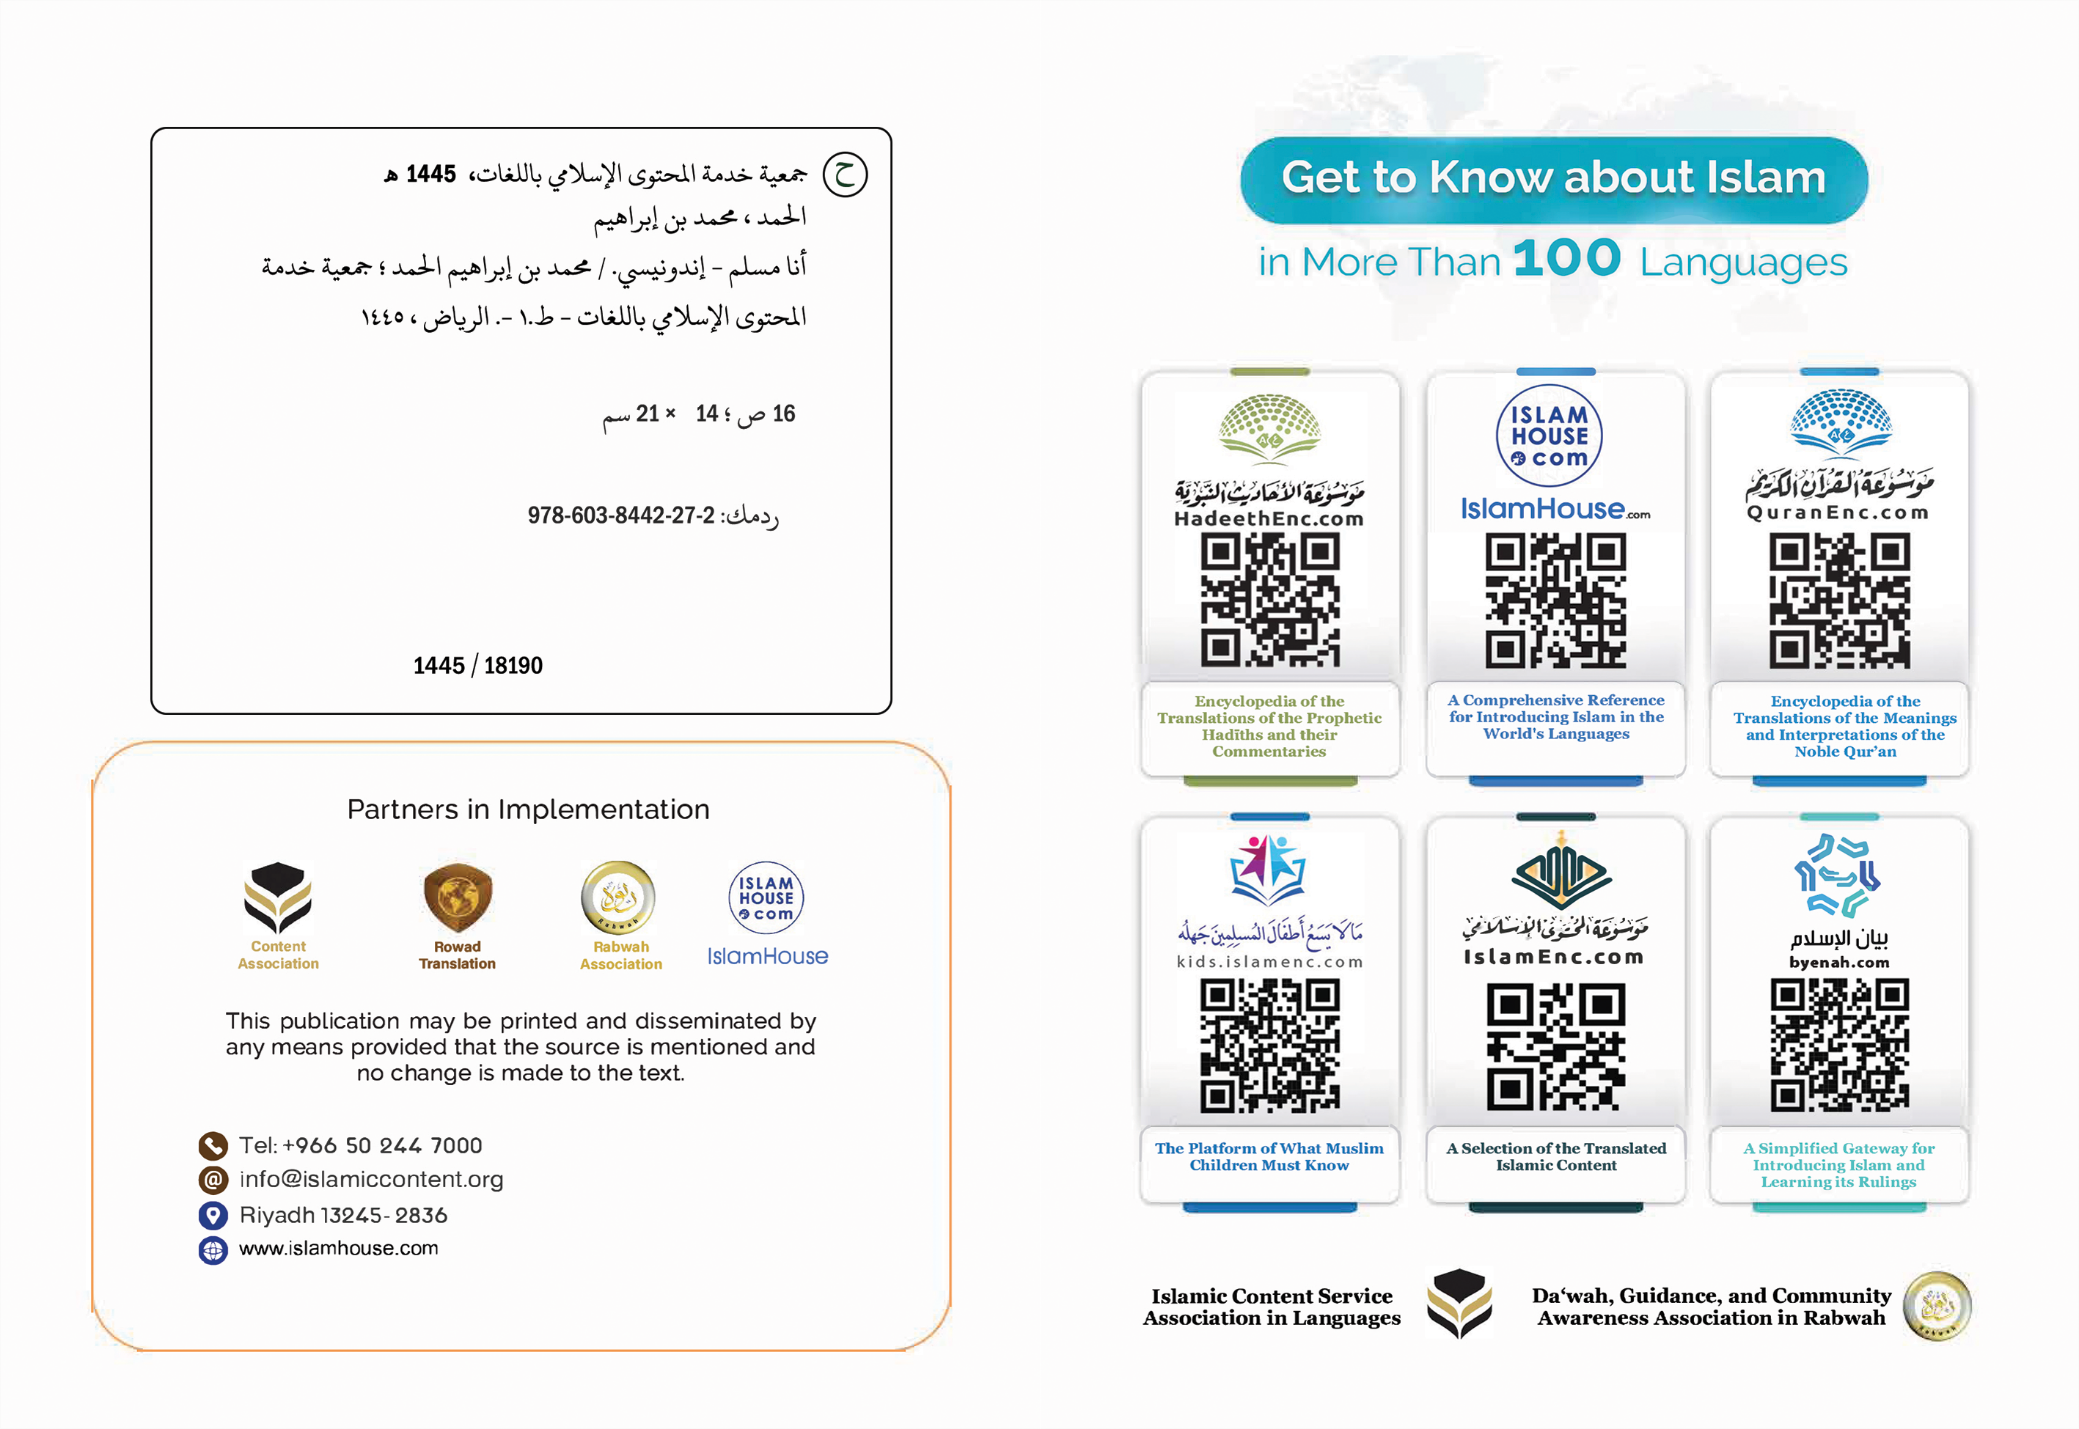 ح
جمعية خدمة المحتوى الإسلامي باللغات، 1445 هـ
الحمد ، محمد بن إبراهيم
أنا مسلم - إندونيسي. / محمد بن إبراهيم الحمد ؛ جمعية خدمة
المحتوى الإسلامي باللغات - ط.١ -. الرياض ، ١٤٤٥
16 ص ؛ 14 × 21 سم
ردمك: 978-603-8442-27-2
1445 / 18190
Partners in Implementation
Content
Association
Rowad
Translation
Rabwah
Rabwah
Association
ISLAM
HOUSE
com
IslamHouse
This publication may be printed and disseminated by
any means provided that the source is mentioned and
no change is made to the text.
Tel: +966 50 244 7000
info@islamiccontent.org
Riyadh 13245- 2836
www.islamhouse.com
Get to Know about Islam
in More Than 100 Languages
موسوعة الأحاديث النبوية
HadeethEnc.com
Encyclopedia of the
Translations of the Prophetic
Hadīths and their
Commentaries
ISLAM
HOUSE
com
IslamHouse.com
A Comprehensive Reference
for Introducing Islam in the
World's Languages
موسوعة القرآن الكريم
QuranEnc.com
Encyclopedia of the
Translations of the Meanings
and Interpretations of the
Noble Qur’an
مَا لَا يَسَعُ أَطْفَالَ المُسلِمِينَ جَهلُه
kids.islamenc.com
The Platform of What Muslim
Children Must Know
موسوعة المحتوى الإسلامي
IslamEnc.com
A Selection of the Translated
Islamic Content
بيان الإسلام
byenah.com
A Simplified Gateway for
Introducing Islam and
Learning its Rulings
Islamic Content Service
Association in Languages
Da‘wah, Guidance, and Community
Awareness Association in Rabwah
Rabwah